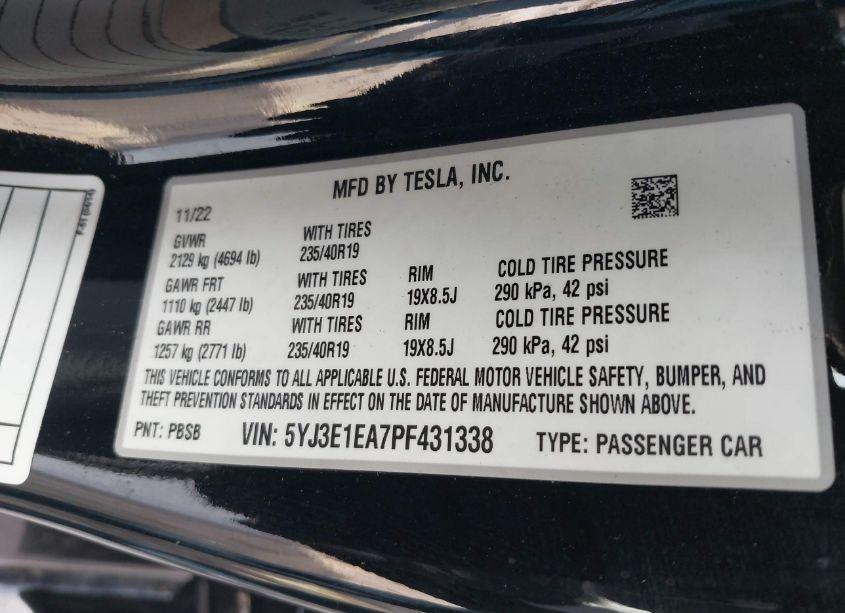 MFD BY TESLA, INC.
11/22
GVWR WITH TIRES
2129 kg (4694 lb) 235/40R19
GAWR FRT WITH TIRES RIM COLD TIRE PRESSURE
1110 kg (2447 lb) 235/40R19 19X8.5J 290 kPa, 42 psi
GAWR RR WITH TIRES RIM COLD TIRE PRESSURE
1257 kg (2771 lb) 235/40R19 19X8.5J 290 kPa, 42 psi
THIS VEHICLE CONFORMS TO ALL APPLICABLE U.S. FEDERAL MOTOR VEHICLE SAFETY, BUMPER, AND
THEFT PREVENTION STANDARDS IN EFFECT ON THE DATE OF MANUFACTURE SHOWN ABOVE.
PNT: PBSB VIN: 5YJ3E1EA7PF431338 TYPE: PASSENGER CAR